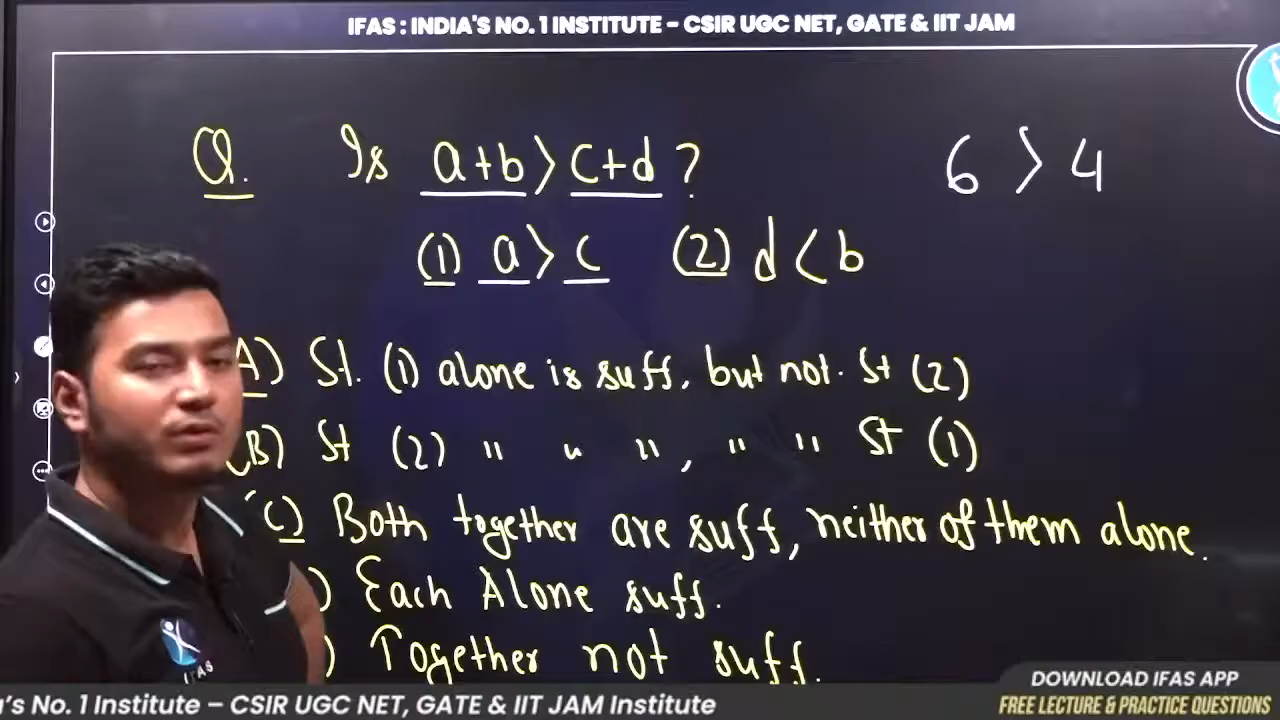 IFAS : INDIA'S NO. 1 INSTITUTE – CSIR UGC NET, GATE & IIT JAM
Q. Is a+b > c+d ? 6 > 4
(1) a > c (2) d < b
A) St. (1) alone is suff. but not. St (2)
(B) St (2) " " " , " " St (1)
(C) Both together are suff, neither of them alone.
) Each Alone suff.
) Together not suff.
IFAS
DOWNLOAD IFAS APP
FREE LECTURE & PRACTICE QUESTIONS
a's No. 1 Institute – CSIR UGC NET, GATE & IIT JAM Institute